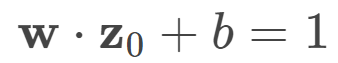 𝐰 · 𝐳₀ + b = 1